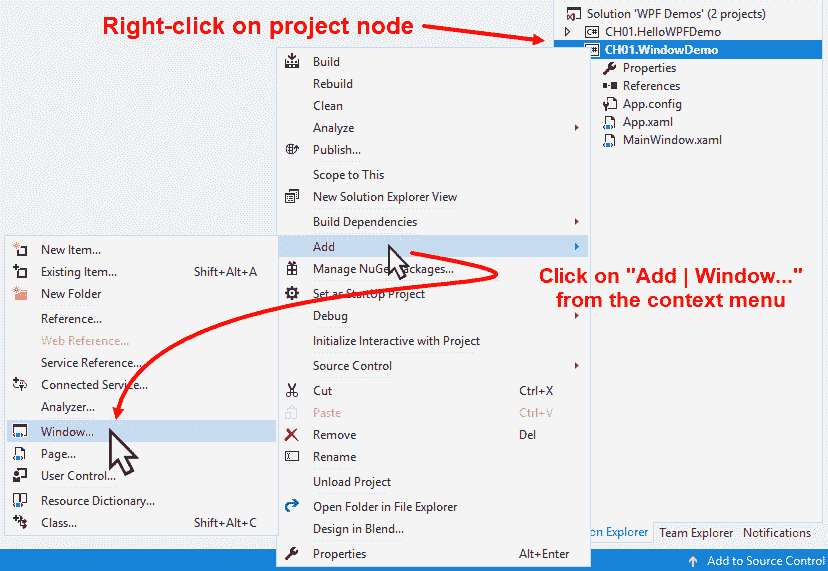 Right-click on project node
Solution 'WPF Demos' (2 projects)
CH01.HelloWPFDemo
CH01.WindowDemo
Properties
References
App.config
App.xaml
MainWindow.xaml
Build
Rebuild
Clean
Analyze
Publish...
Scope to This
New Solution Explorer View
Build Dependencies
Add
Manage NuGet Packages...
Set as StartUp Project
Debug
Initialize Interactive with Project
Source Control
Cut Ctrl+X
Paste Ctrl+V
Remove Del
Rename
Unload Project
Open Folder in File Explorer
Design in Blend...
Properties Alt+Enter
Click on "Add | Window..."
from the context menu
New Item...
Existing Item... Shift+Alt+A
New Folder
Reference...
Web Reference...
Service Reference...
Connected Service...
Analyzer...
Window...
Page...
User Control...
Resource Dictionary...
Class... Shift+Alt+C
on Explorer Team Explorer Notifications
Add to Source Control